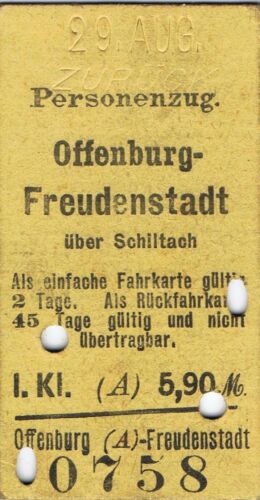 29. AUG.
ZURÜCK
Personenzug.
Offenburg-
Freudenstadt
über Schiltach
Als einfache Fahrkarte gültig
2 Tage. Als Rückfahrkar
45 Tage gültig und nicht
übertragbar.
I. Kl. (A) 5,90 M.
Offenburg (A)-Freudenstadt
0758